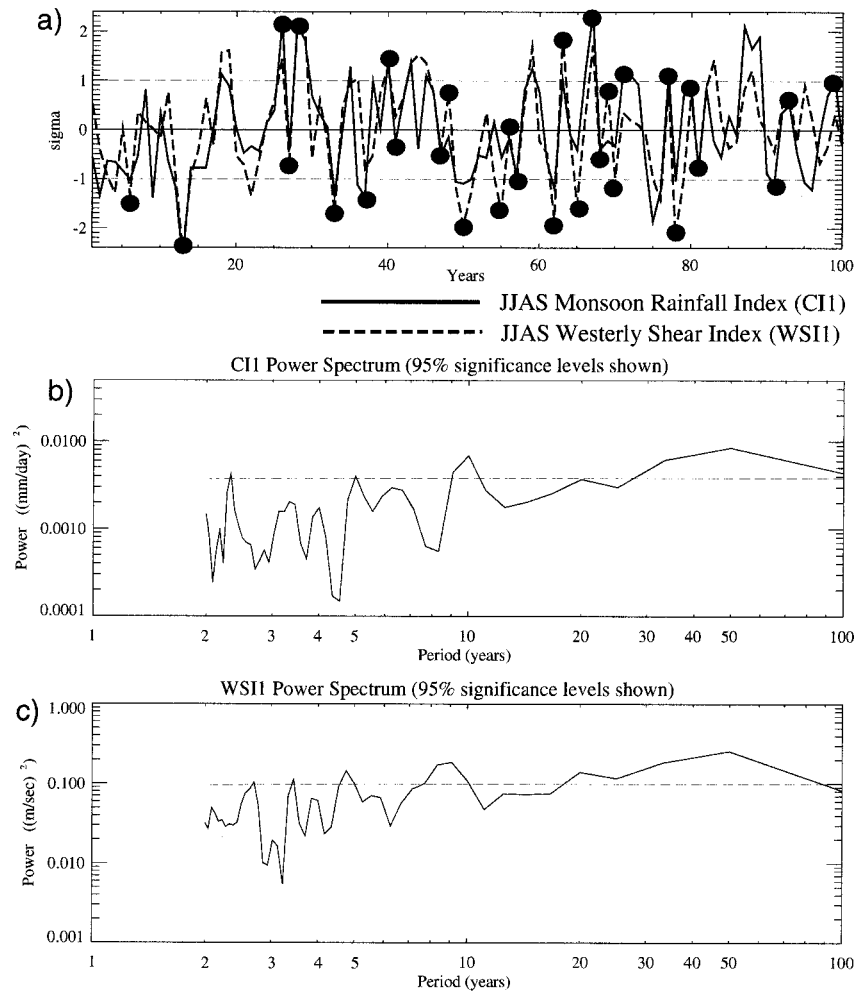 a)
2
1
0
-1
-2
sigma
20 40 60 80 100
Years
JJAS Monsoon Rainfall Index (CI1)
JJAS Westerly Shear Index (WSI1)
CI1 Power Spectrum (95% significance levels shown)
b)
0.0100
0.0010
0.0001
Power ((mm/day) 2)
1 2 3 4 5 10 20 30 40 50 100
Period (years)
WSI1 Power Spectrum (95% significance levels shown)
c)
1.000
0.100
0.010
0.001
Power ((m/sec) 2)
1 2 3 4 5 10 20 30 40 50 100
Period (years)